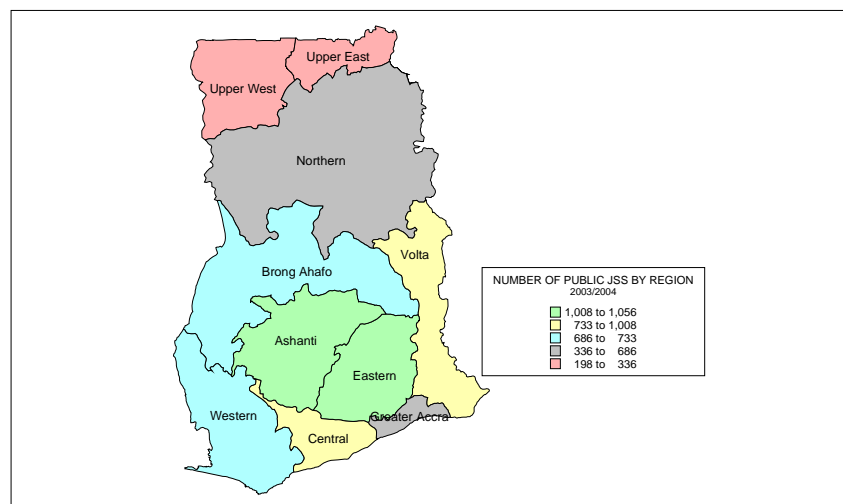 Upper East
Upper West
Northern
Volta
Brong Ahafo
NUMBER OF PUBLIC JSS BY REGION
2003/2004
1,008 to 1,056
733 to 1,008
686 to 733
336 to 686
198 to 336
Ashanti
Eastern
Western
Greater Accra
Central